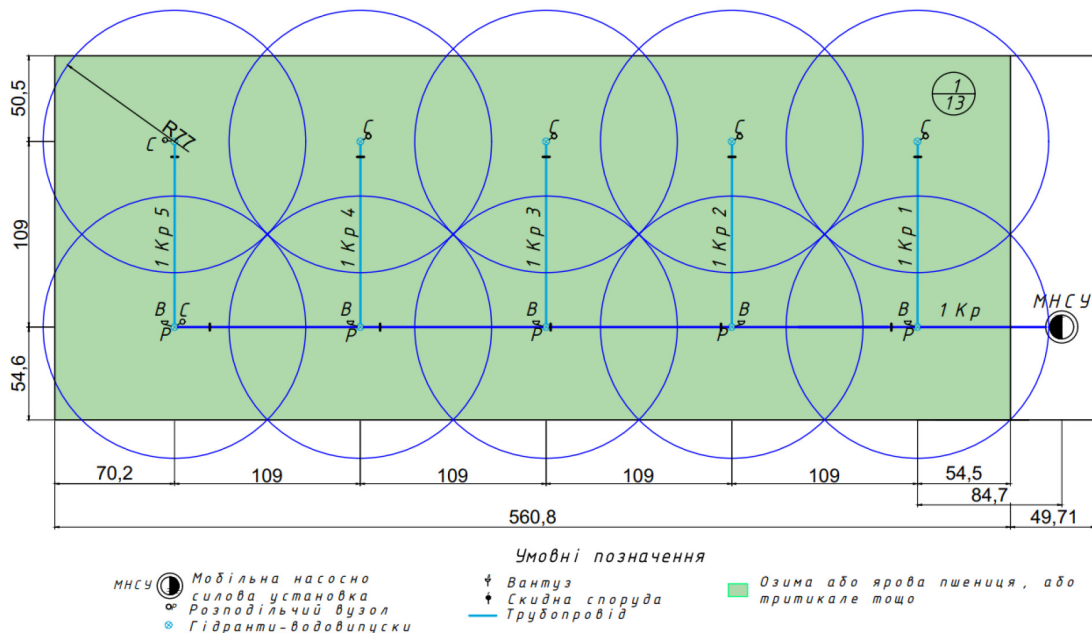 50,5
1
13
R77
С
С
С
С
С
109
1 Кр 5
1 Кр 4
1 Кр 3
1 Кр 2
1 Кр 1
МНСУ
В
С
В
В
В
В
1 Кр
Р
Р
Р
Р
Р
54,6
70,2
109
109
109
109
54,5
84,7
560,8
49,71
Умовні позначення
МНСУ
Мобільна насосно
силова установка
Р
Розподільчий вузол
Гідранти-водовипуски
Вантуз
Скидна споруда
Трубопровід
Озима або ярова пшениця, або
тритикале тощо